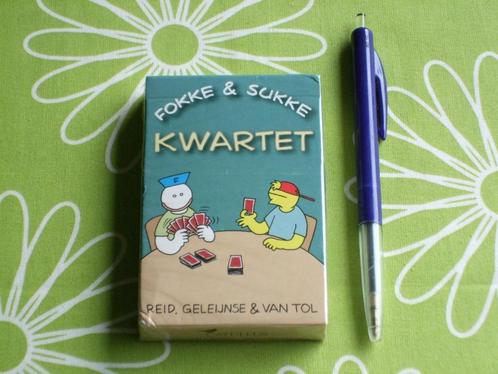 FOKKE & SUKKE
KWARTET
REID, GELEIJNSE & VAN TOL